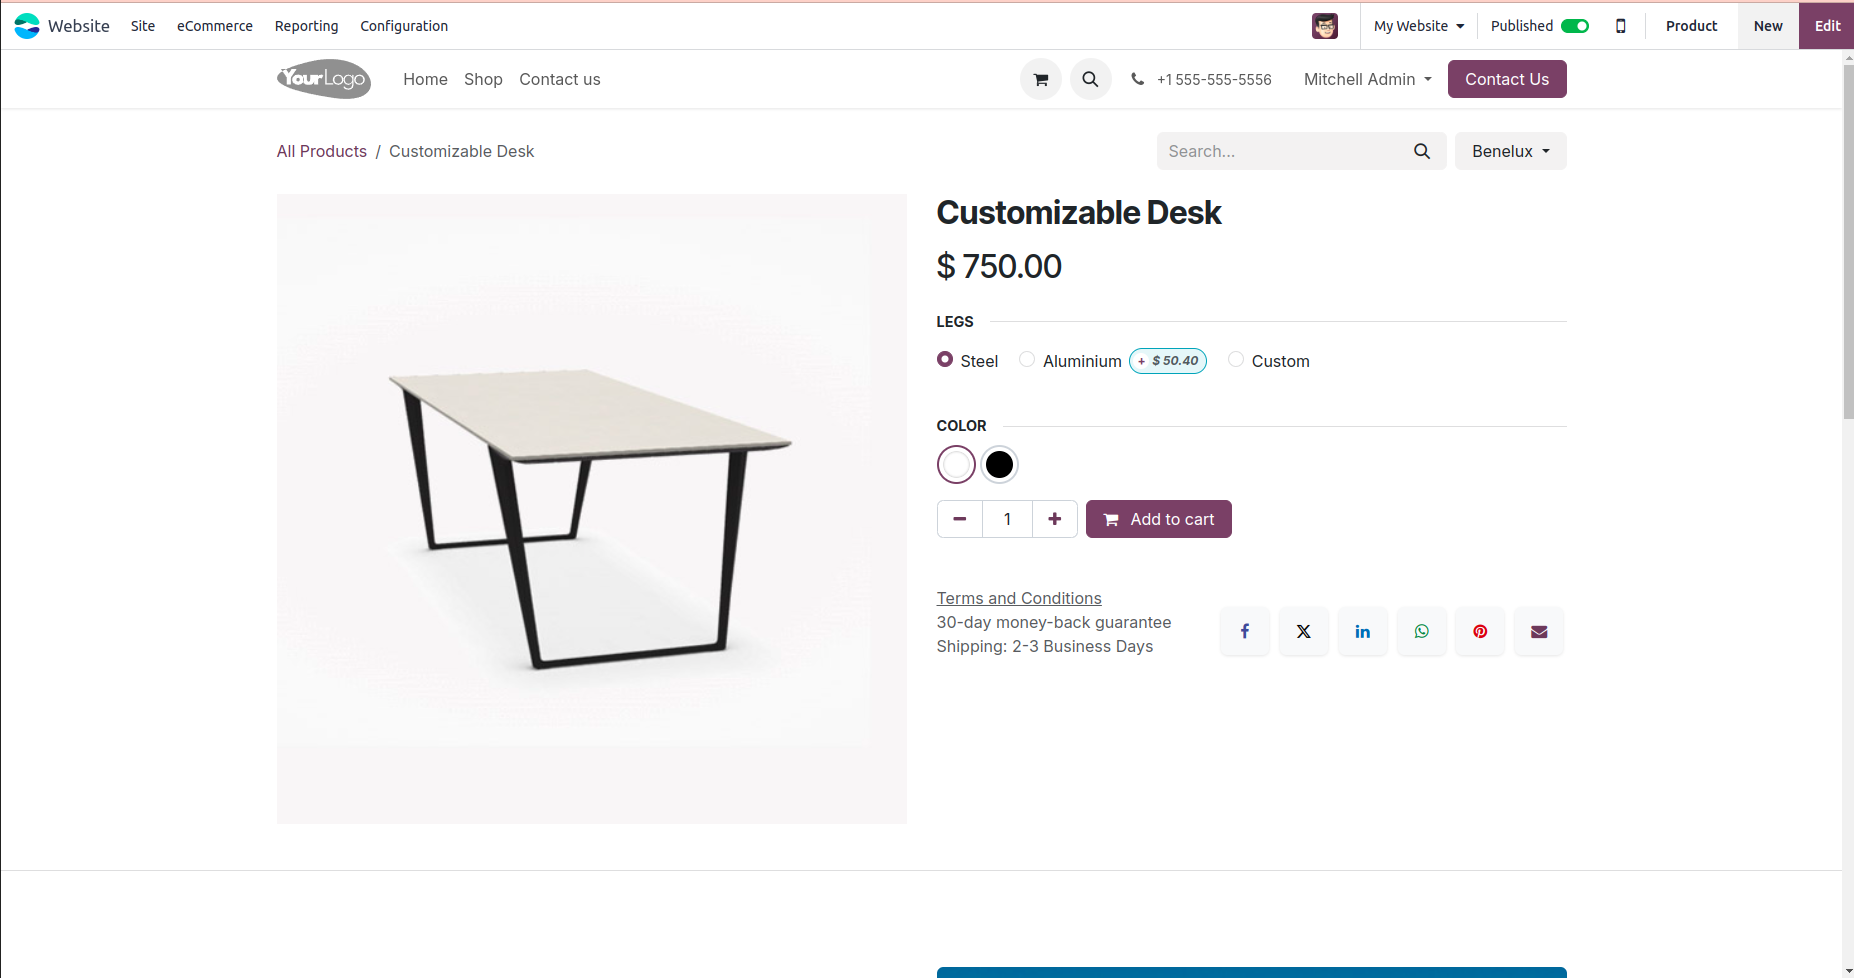 Website Site eCommerce Reporting Configuration My Website Published Product New Edit
YourLogo Home Shop Contact us +1 555-555-5556 Mitchell Admin Contact Us
All Products / Customizable Desk Search... Benelux
Customizable Desk
$ 750.00
LEGS
Steel Aluminium + $ 50.40 Custom
COLOR
1 Add to cart
Terms and Conditions
30-day money-back guarantee
Shipping: 2-3 Business Days